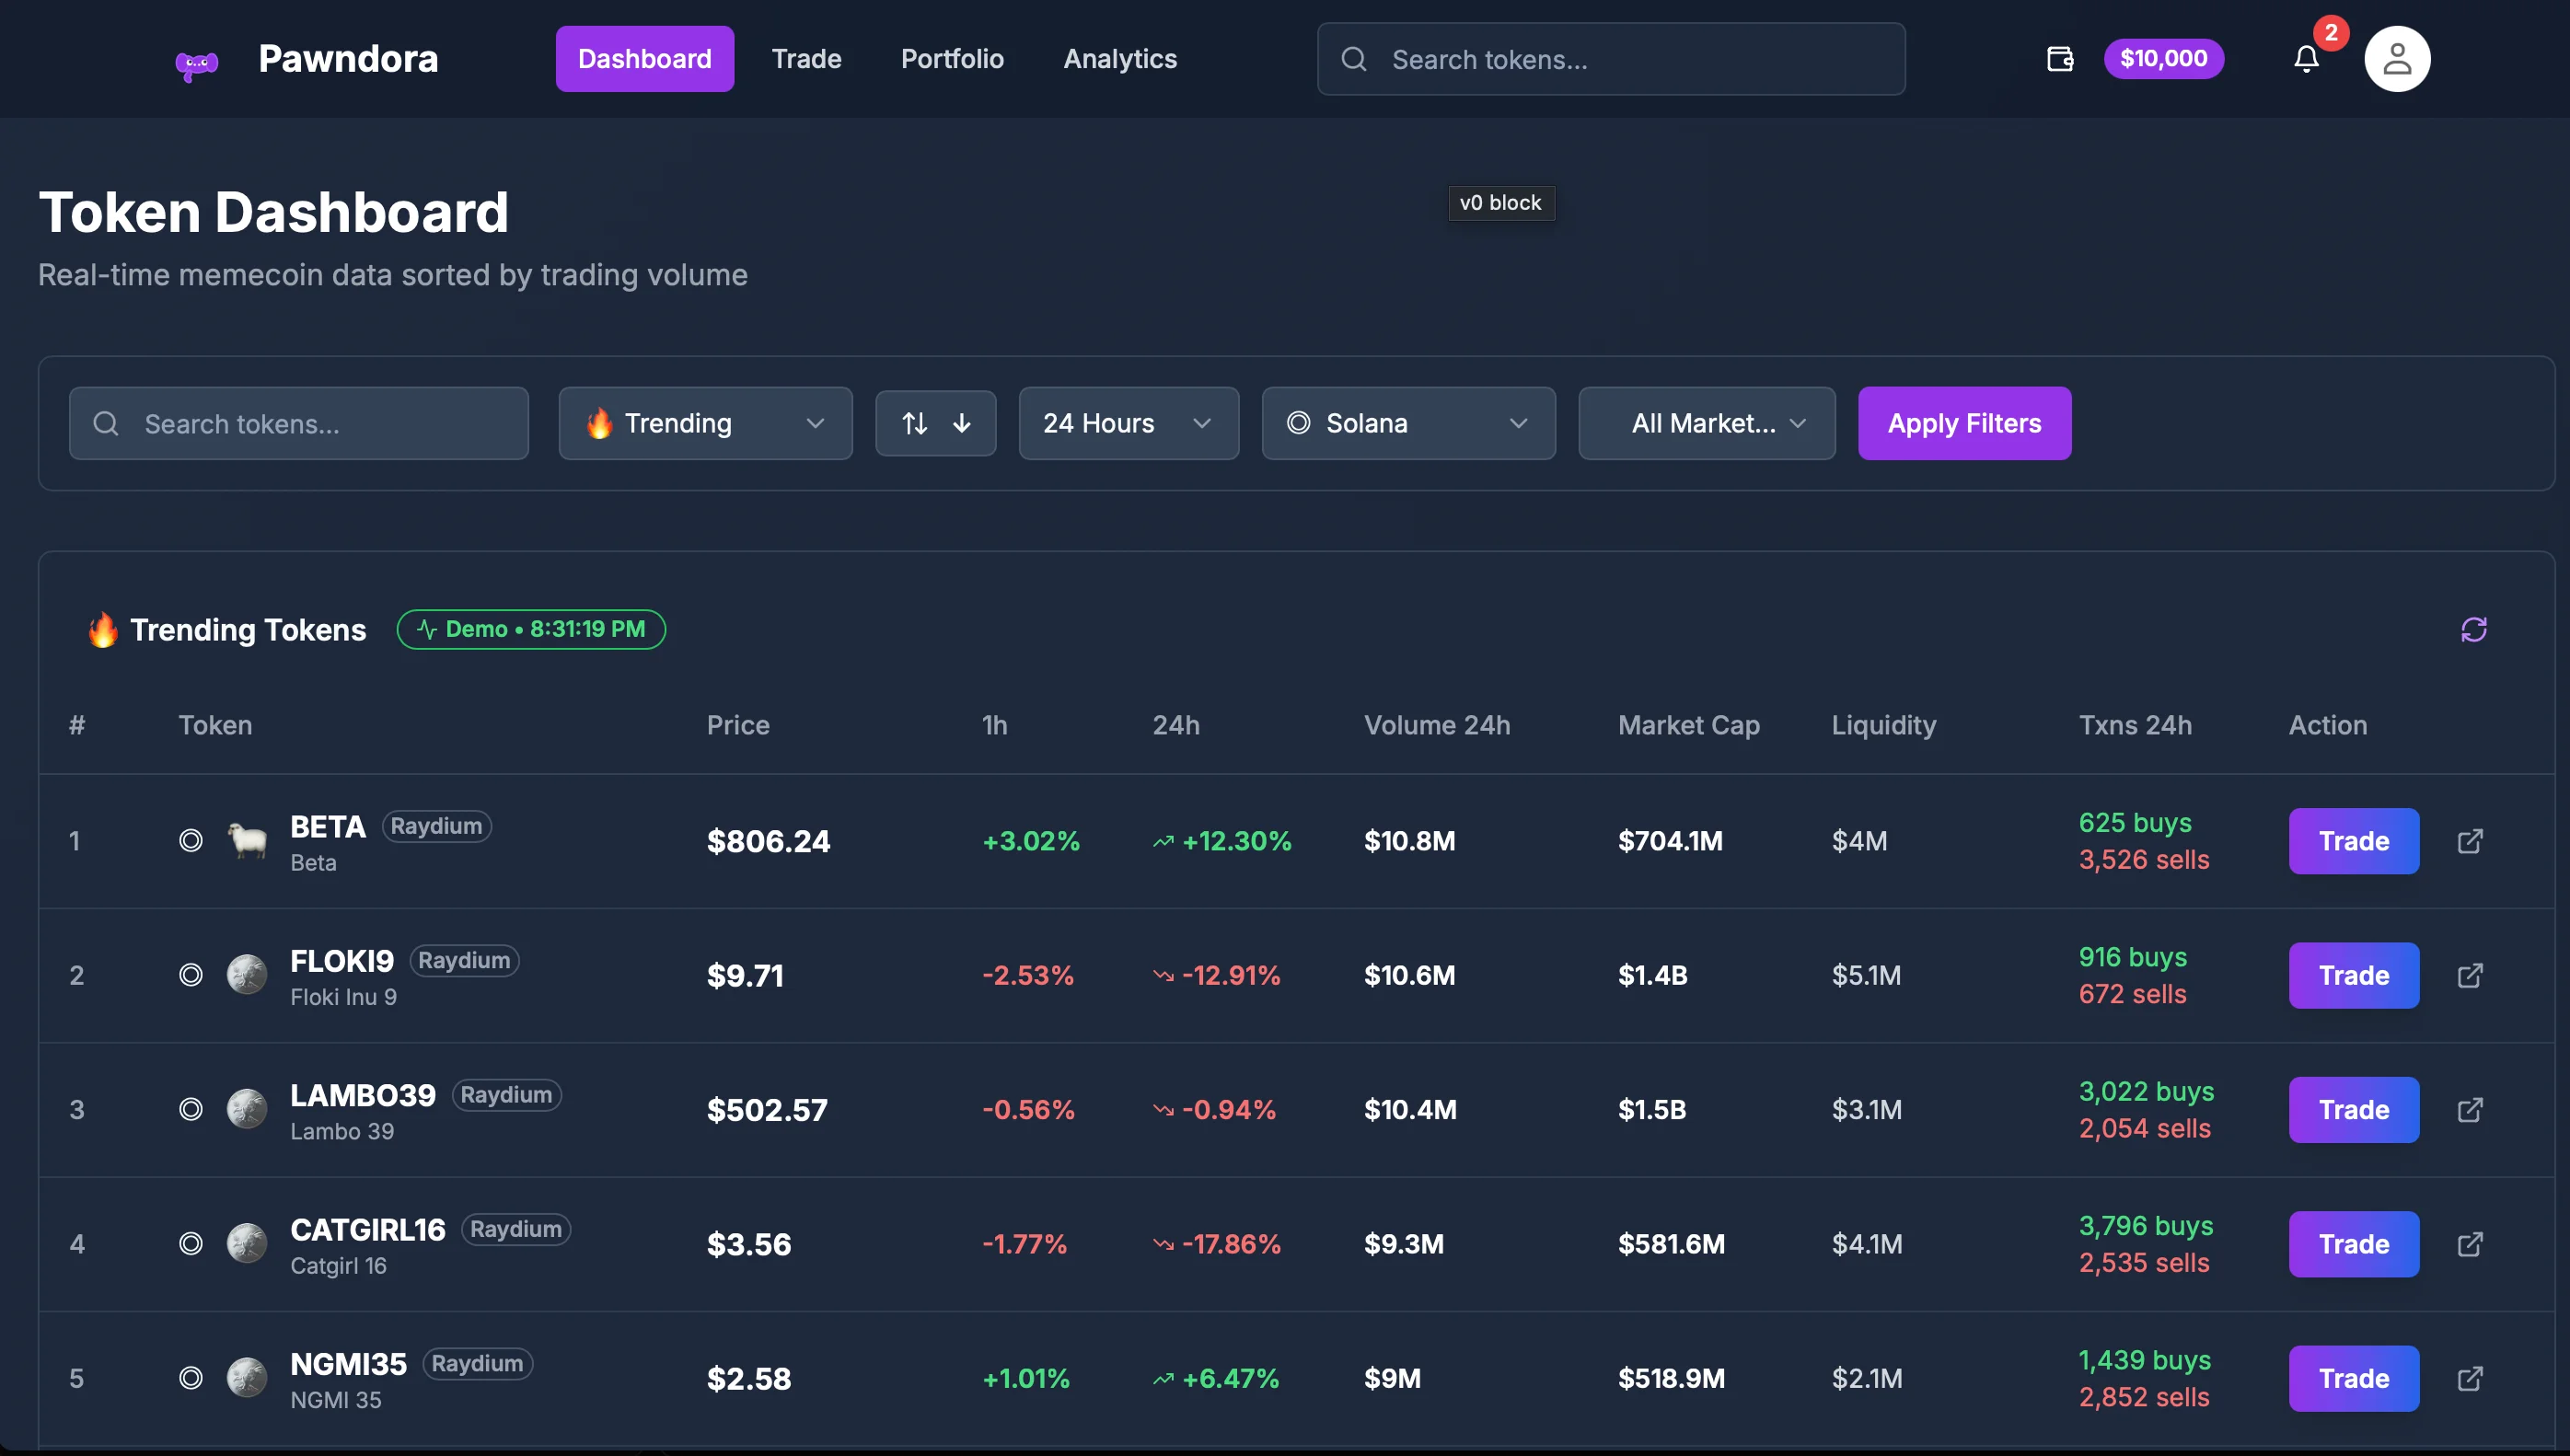 Pawndora
Dashboard
Trade
Portfolio
Analytics
Search tokens...
$10,000
2
v0 block
Token Dashboard
Real-time memecoin data sorted by trading volume
Search tokens...
Trending
24 Hours
Solana
All Market...
Apply Filters
Trending Tokens
Demo • 8:31:19 PM
# Token Price 1h 24h Volume 24h Market Cap Liquidity Txns 24h Action
1 BETA Raydium $806.24 +3.02% +12.30% $10.8M $704.1M $4M 625 buys Trade
Beta 3,526 sells
2 FLOKI9 Raydium $9.71 -2.53% -12.91% $10.6M $1.4B $5.1M 916 buys Trade
Floki Inu 9 672 sells
3 LAMBO39 Raydium $502.57 -0.56% -0.94% $10.4M $1.5B $3.1M 3,022 buys Trade
Lambo 39 2,054 sells
4 CATGIRL16 Raydium $3.56 -1.77% -17.86% $9.3M $581.6M $4.1M 3,796 buys Trade
Catgirl 16 2,535 sells
5 NGMI35 Raydium $2.58 +1.01% +6.47% $9M $518.9M $2.1M 1,439 buys Trade
NGMI 35 2,852 sells